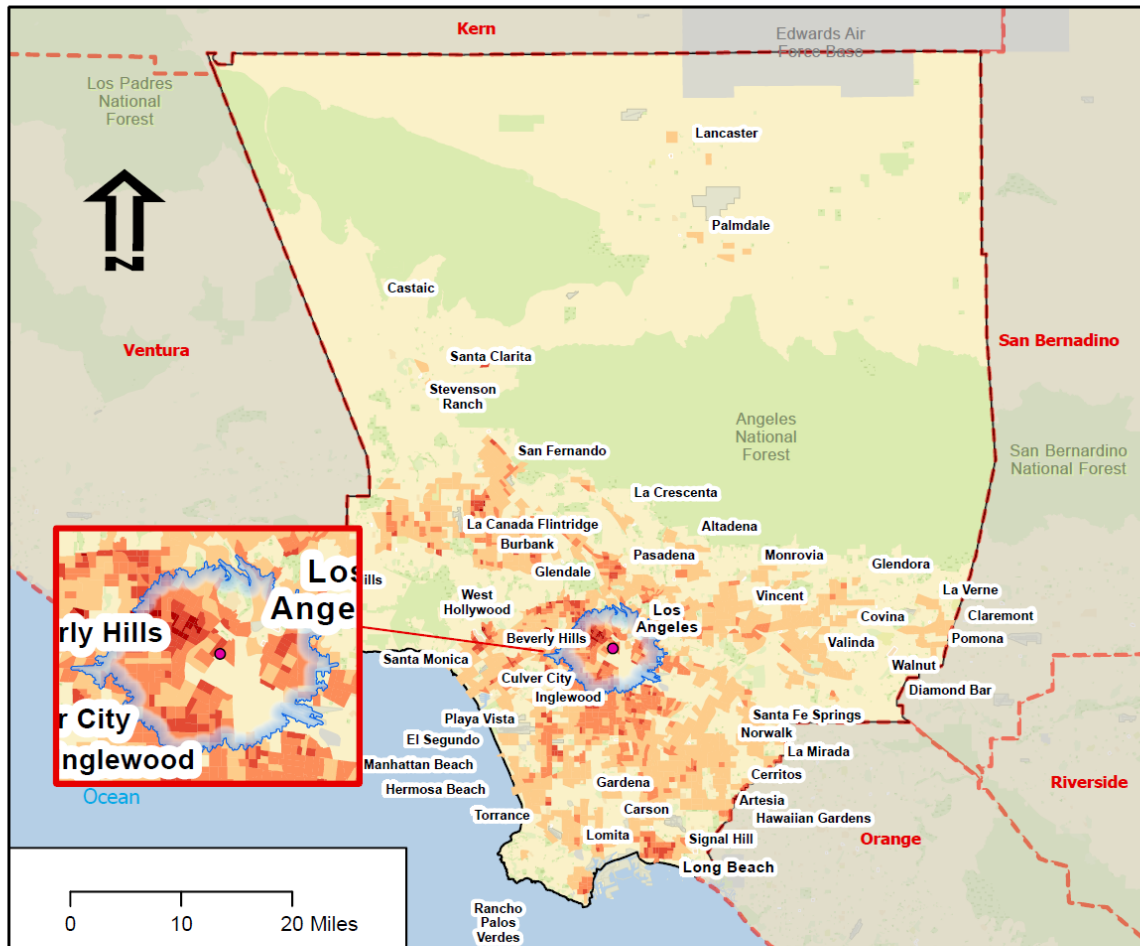 Kern
Edwards Air
Force Base
Los Padres
National
Forest
Lancaster
N
Palmdale
Castaic
Ventura
San Bernadino
Santa Clarita
Stevenson
Ranch
Angeles
National
Forest
San Fernando
San Bernardino
National Forest
La Crescenta
La Canada Flintridge
Altadena
Burbank
Pasadena
Monrovia
Glendale
Glendora
Los
Ange
ills
West
Hollywood
Vincent
La Verne
Los
Angeles
Covina
Claremont
rly Hills
Beverly Hills
Valinda
Pomona
Santa Monica
Walnut
Culver City
Diamond Bar
Inglewood
r City
Playa Vista
Santa Fe Springs
Norwalk
nglewood
El Segundo
La Mirada
Manhattan Beach
Cerritos
Riverside
Ocean
Hermosa Beach
Gardena
Artesia
Torrance
Carson
Hawaiian Gardens
Lomita
Signal Hill
Orange
Long Beach
0 10 20 Miles
Rancho
Palos
Verdes